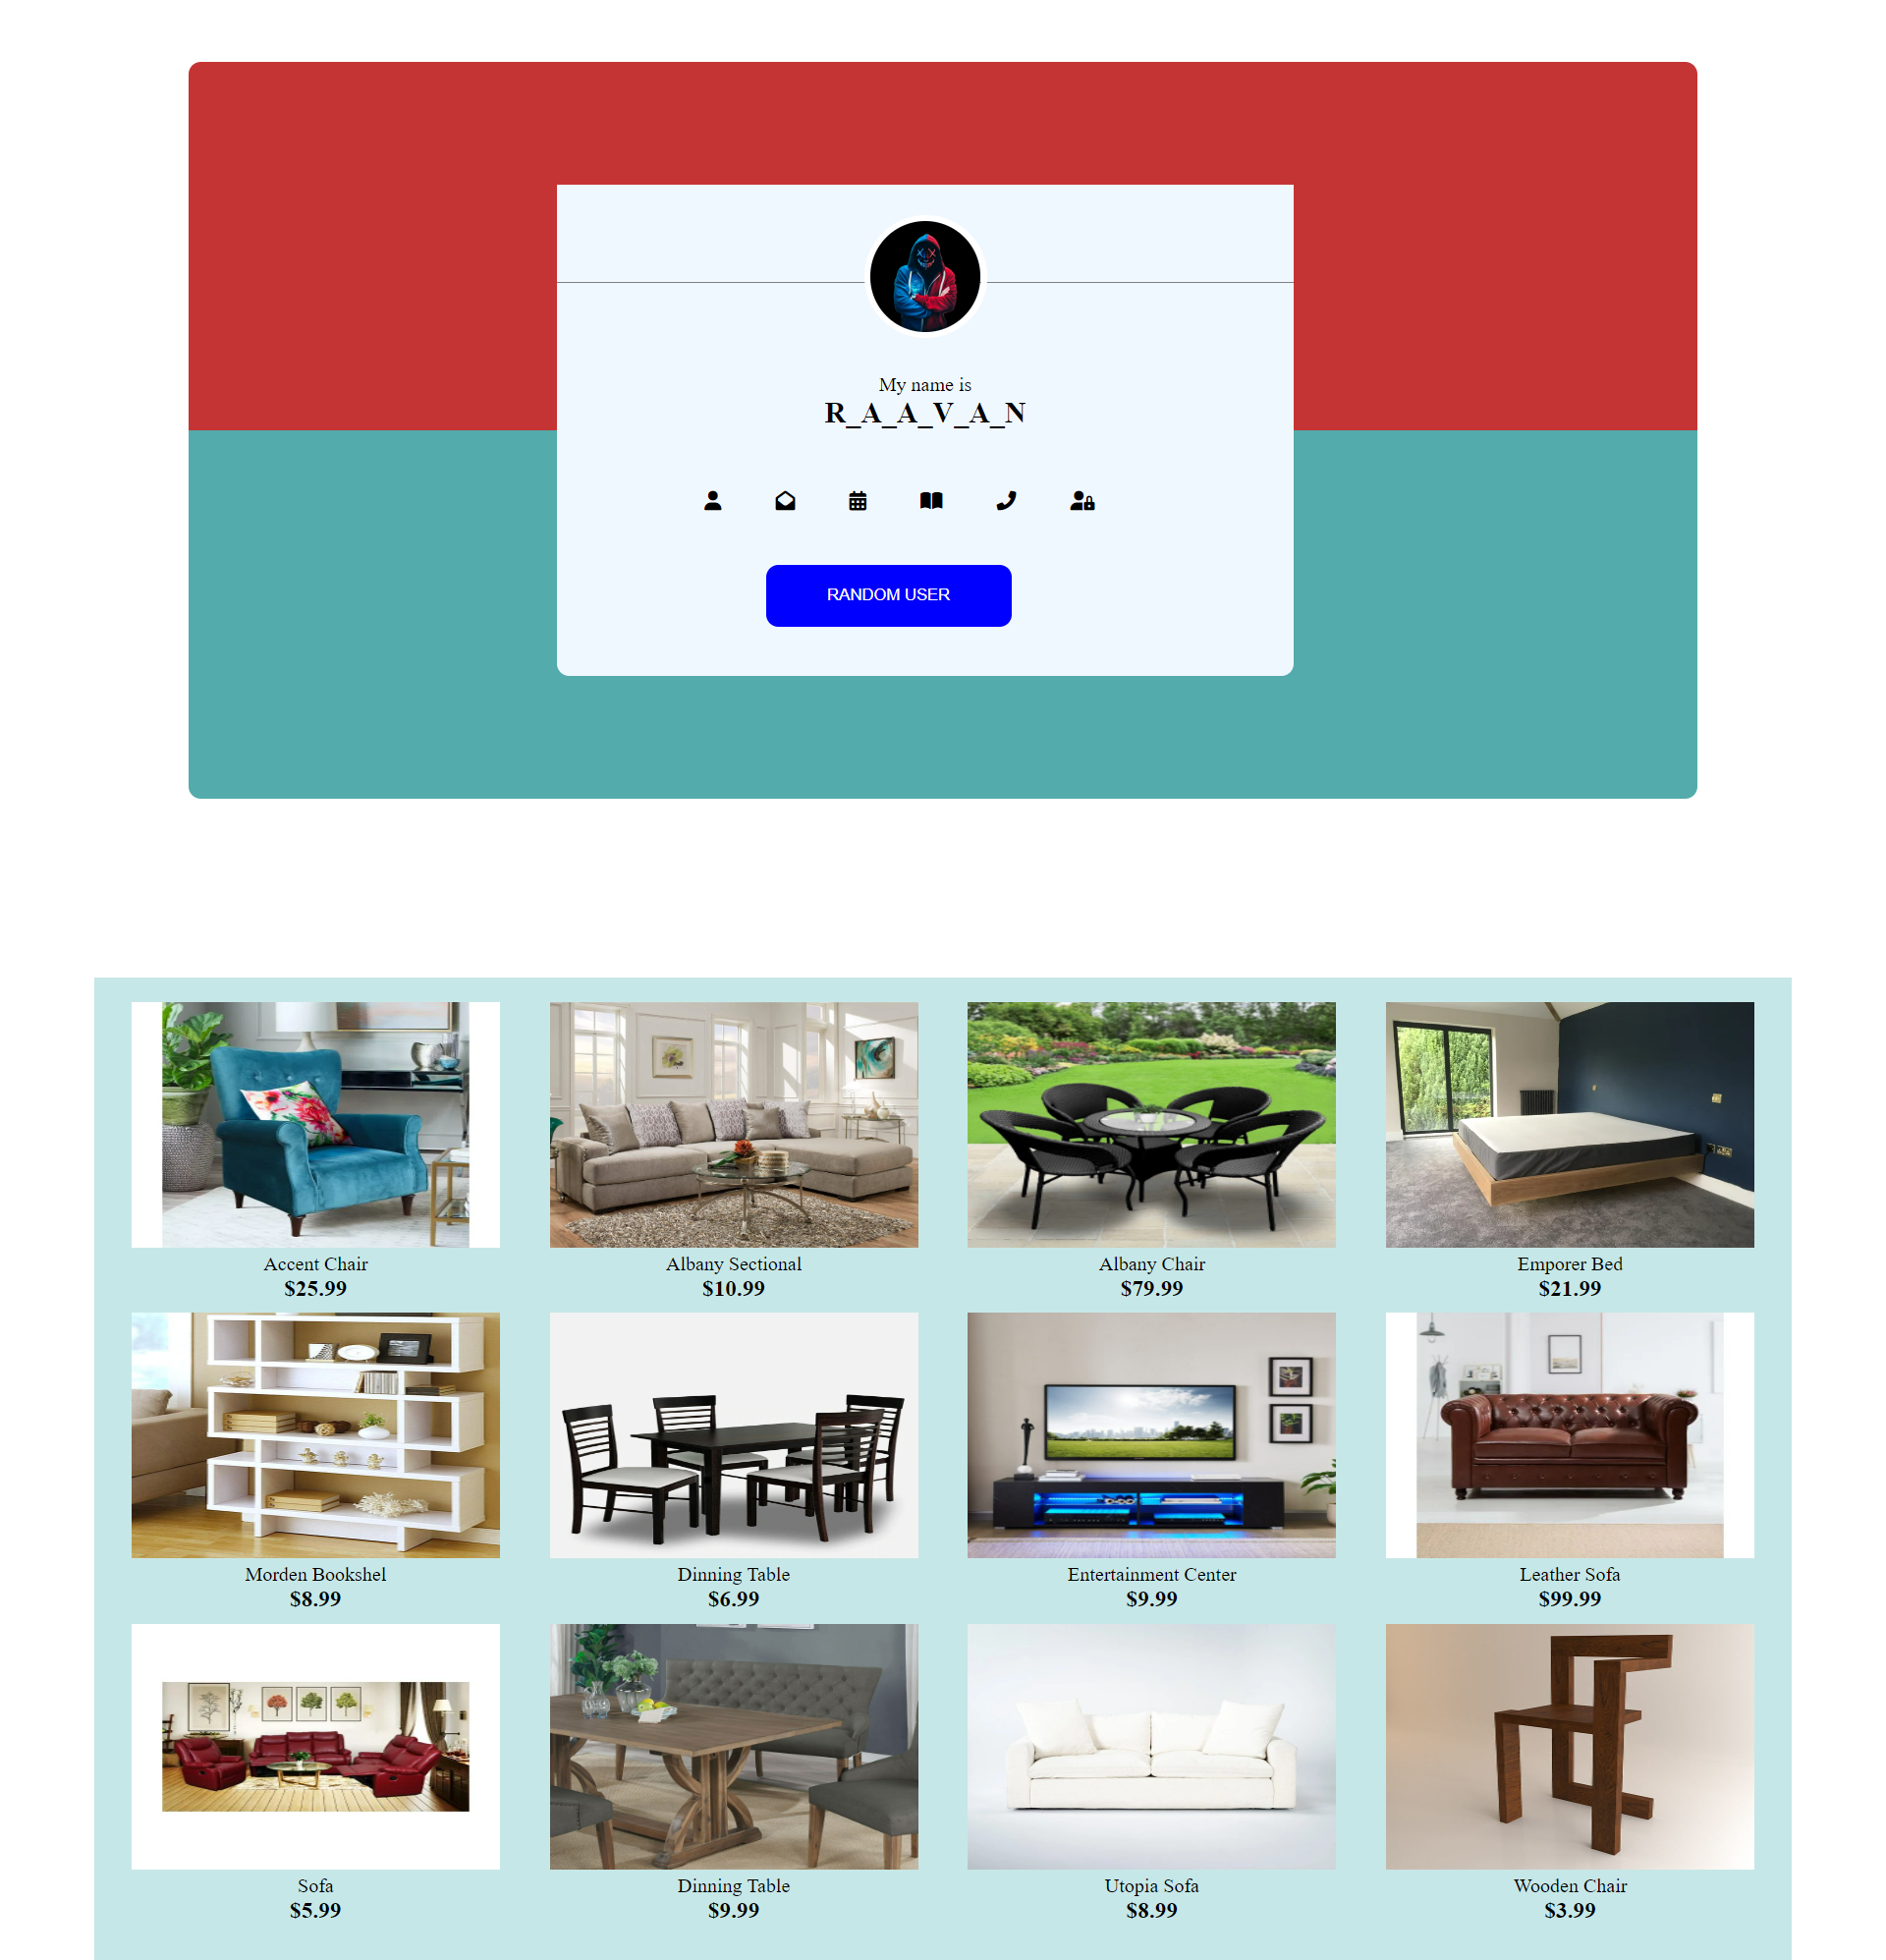 My name is
R_A_A_V_A_N
RANDOM USER
Accent Chair
$25.99
Albany Sectional
$10.99
Albany Chair
$79.99
Emporer Bed
$21.99
Morden Bookshel
$8.99
Dinning Table
$6.99
Entertainment Center
$9.99
Leather Sofa
$99.99
Sofa
$5.99
Dinning Table
$9.99
Utopia Sofa
$8.99
Wooden Chair
$3.99